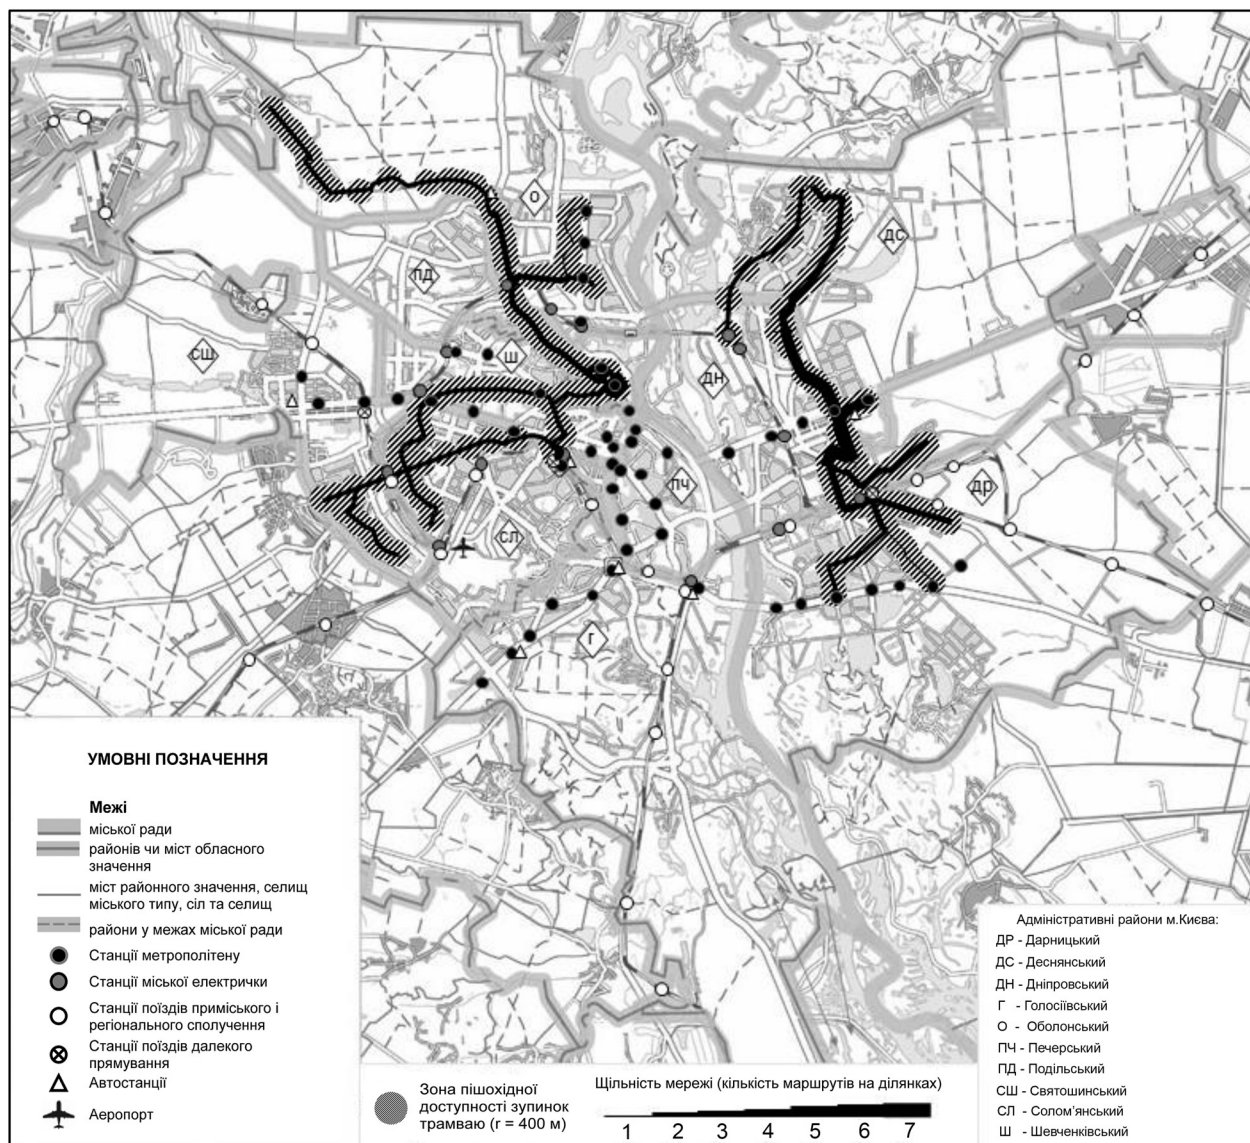 О
ДС
ПД
СШ
Ш
ДН
ПЧ
ДР
СЛ
Г
УМОВНІ ПОЗНАЧЕННЯ
Межі
міської ради
районів чи міст обласного
значення
міст районного значення, селищ
міського типу, сіл та селищ
райони у межах міської ради
Станції метрополітену
Станції міської електрички
Станції поїздів приміського і
регіонального сполучення
Станції поїздів далекого
прямування
Автостанції
Аеропорт
Зона пішохідної
доступності зупинок
трамваю (r = 400 м)
Щільність мережі (кількість маршрутів на ділянках)
1 2 3 4 5 6 7
Адміністративні райони м.Києва:
ДР - Дарницький
ДС - Деснянський
ДН - Дніпровський
Г - Голосіївський
О - Оболонський
ПЧ - Печерський
ПД - Подільський
СШ - Святошинський
СЛ - Солом'янський
Ш - Шевченківський